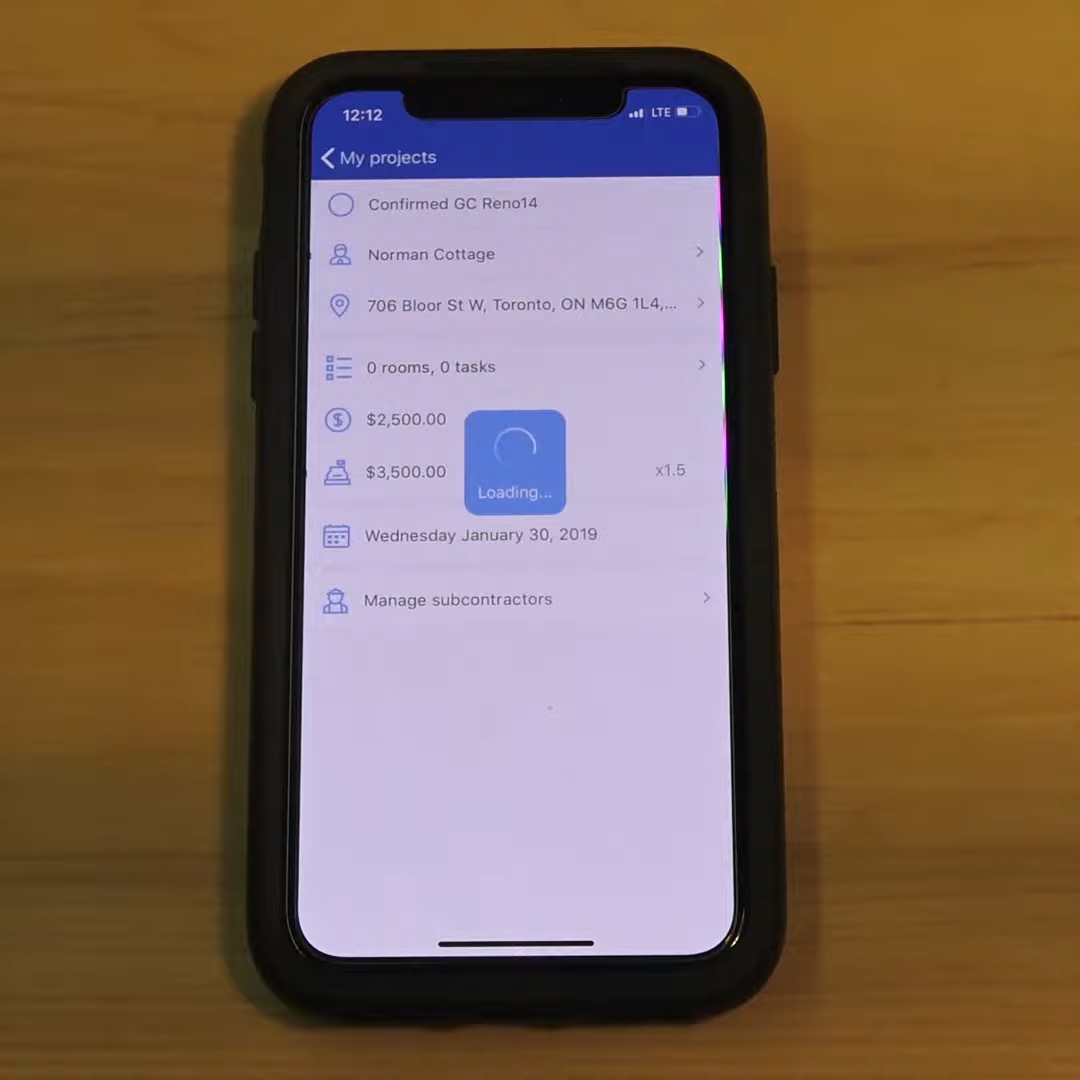 12:12 LTE
My projects
Confirmed GC Reno14
Norman Cottage
706 Bloor St W, Toronto, ON M6G 1L4,...
0 rooms, 0 tasks
$2,500.00
$3,500.00 x1.5
Loading...
Wednesday January 30, 2019
Manage subcontractors